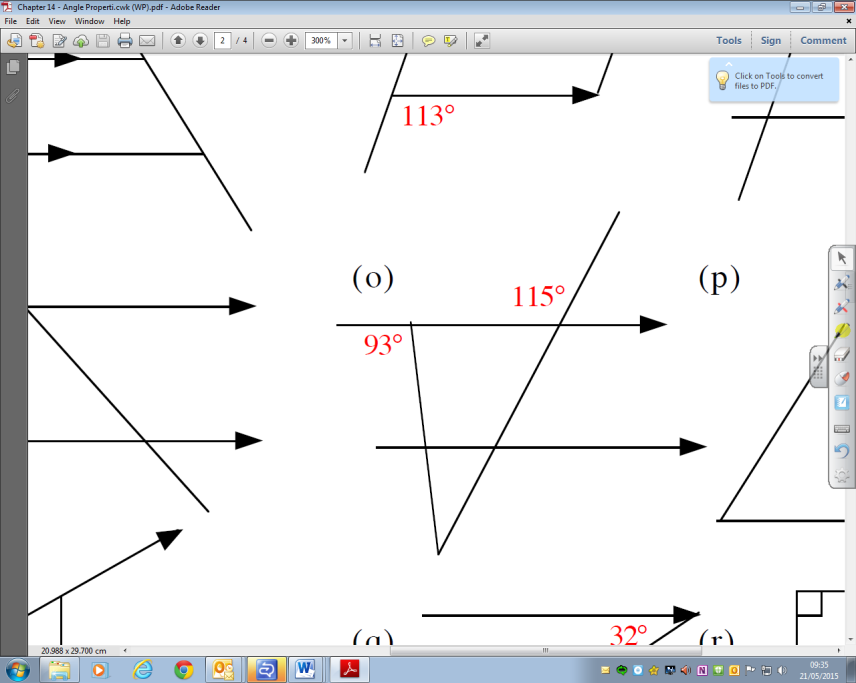 Chapter 14 - Angle Properti.cwk (WP).pdf - Adobe Reader
File Edit View Window Help
2 / 4
300%
Tools Sign Comment
Click on Tools to convert
files to PDF.
113°
(o)
(p)
115°
93°
32°
(q)
(r)
20.988 x 29.700 cm
09:35
21/05/2015